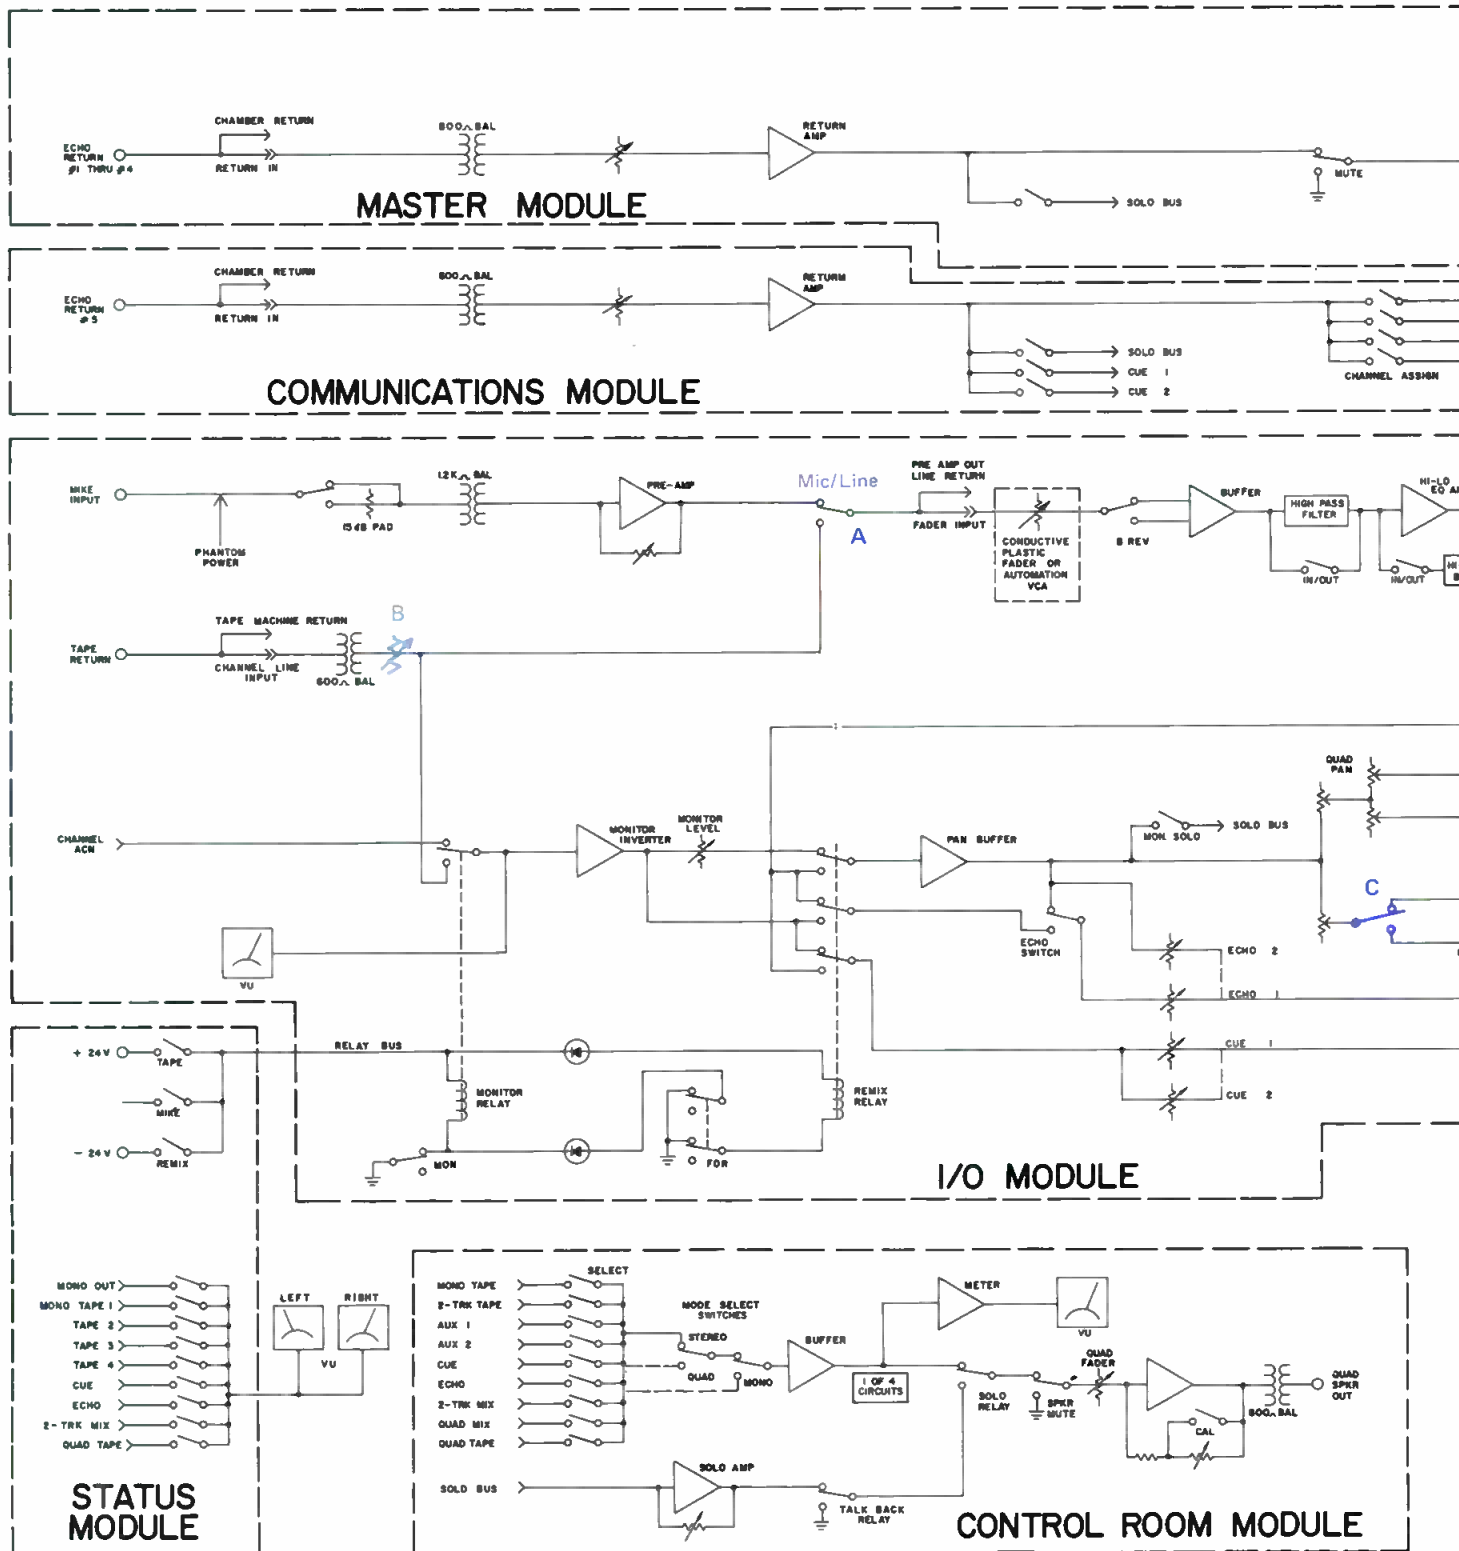 CHAMBER RETURN
600∿ BAL
RETURN
AMP
ECHO
RETURN
#1 THRU #4
RETURN IN
MUTE
SOLO BUS
MASTER MODULE
CHAMBER RETURN
600∿ BAL
RETURN
AMP
ECHO
RETURN
#5
RETURN IN
SOLO BUS
CUE 1
CUE 2
CHANNEL ASSIGN
COMMUNICATIONS MODULE
MIKE
INPUT
PHANTOM
POWER
15dB PAD
1.2K∿ BAL
PRE-AMP
Mic/Line
A
PRE AMP OUT
LINE RETURN
FADER INPUT
CONDUCTIVE
PLASTIC
FADER OR
AUTOMATION
VCA
B REV
BUFFER
HIGH PASS
FILTER
IN/OUT
HI-LO
IN/OUT
TAPE
RETURN
TAPE MACHINE RETURN
CHANNEL LINE
INPUT
600∿ BAL
B
QUAD
PAN
CHANNEL
ACN
MONITOR
INVERTER
MONITOR
LEVEL
PAN BUFFER
MON. SOLO
SOLO BUS
C
ECHO
SWITCH
ECHO 2
ECHO 1
CUE 1
CUE 2
VU
RELAY BUS
MONITOR
RELAY
REMIX
RELAY
MON
FOR
I/O MODULE
+ 24V
TAPE
MIKE
- 24V
REMIX
MONO OUT
MONO TAPE 1
TAPE 2
TAPE 3
TAPE 4
CUE
ECHO
2-TRK MIX
QUAD TAPE
LEFT
RIGHT
VU
STATUS
MODULE
SELECT
MONO TAPE
2-TRK TAPE
AUX 1
AUX 2
CUE
ECHO
2-TRK MIX
QUAD MIX
QUAD TAPE
MODE SELECT
SWITCHES
STEREO
QUAD
MONO
BUFFER
METER
VU
1 OF 4
CIRCUITS
SOLO
RELAY
SPKR
MUTE
QUAD
FADER
CAL
600∿ BAL
QUAD
SPKR
OUT
SOLO BUS
SOLO AMP
TALK BACK
RELAY
CONTROL ROOM MODULE